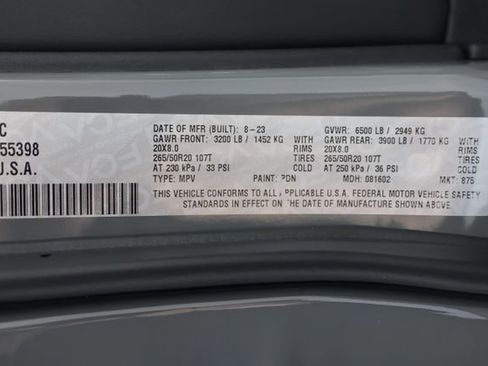 C
55398
U.S.A.
DATE OF MFR (BUILT): 8-23 GVWR: 6500 LB / 2949 KG
GAWR FRONT: 3200 LB / 1452 KG WITH GAWR REAR: 3900 LB / 1770 KG WITH
20X8.0 RIMS 20X8.0 RIMS
265/50R20 107T TIRES 265/50R20 107T TIRES
AT 230 kPa / 33 PSI COLD AT 250 kPa / 36 PSI COLD
THIS VEHICLE CONFORMS TO ALL APPLICABLE U.S.A. FEDERAL MOTOR VEHICLE SAFETY
STANDARDS IN EFFECT ON THE DATE OF MANUFACTURE SHOWN ABOVE
TYPE: MPV PAINT: PDN MDH: 081602 MKT: 875